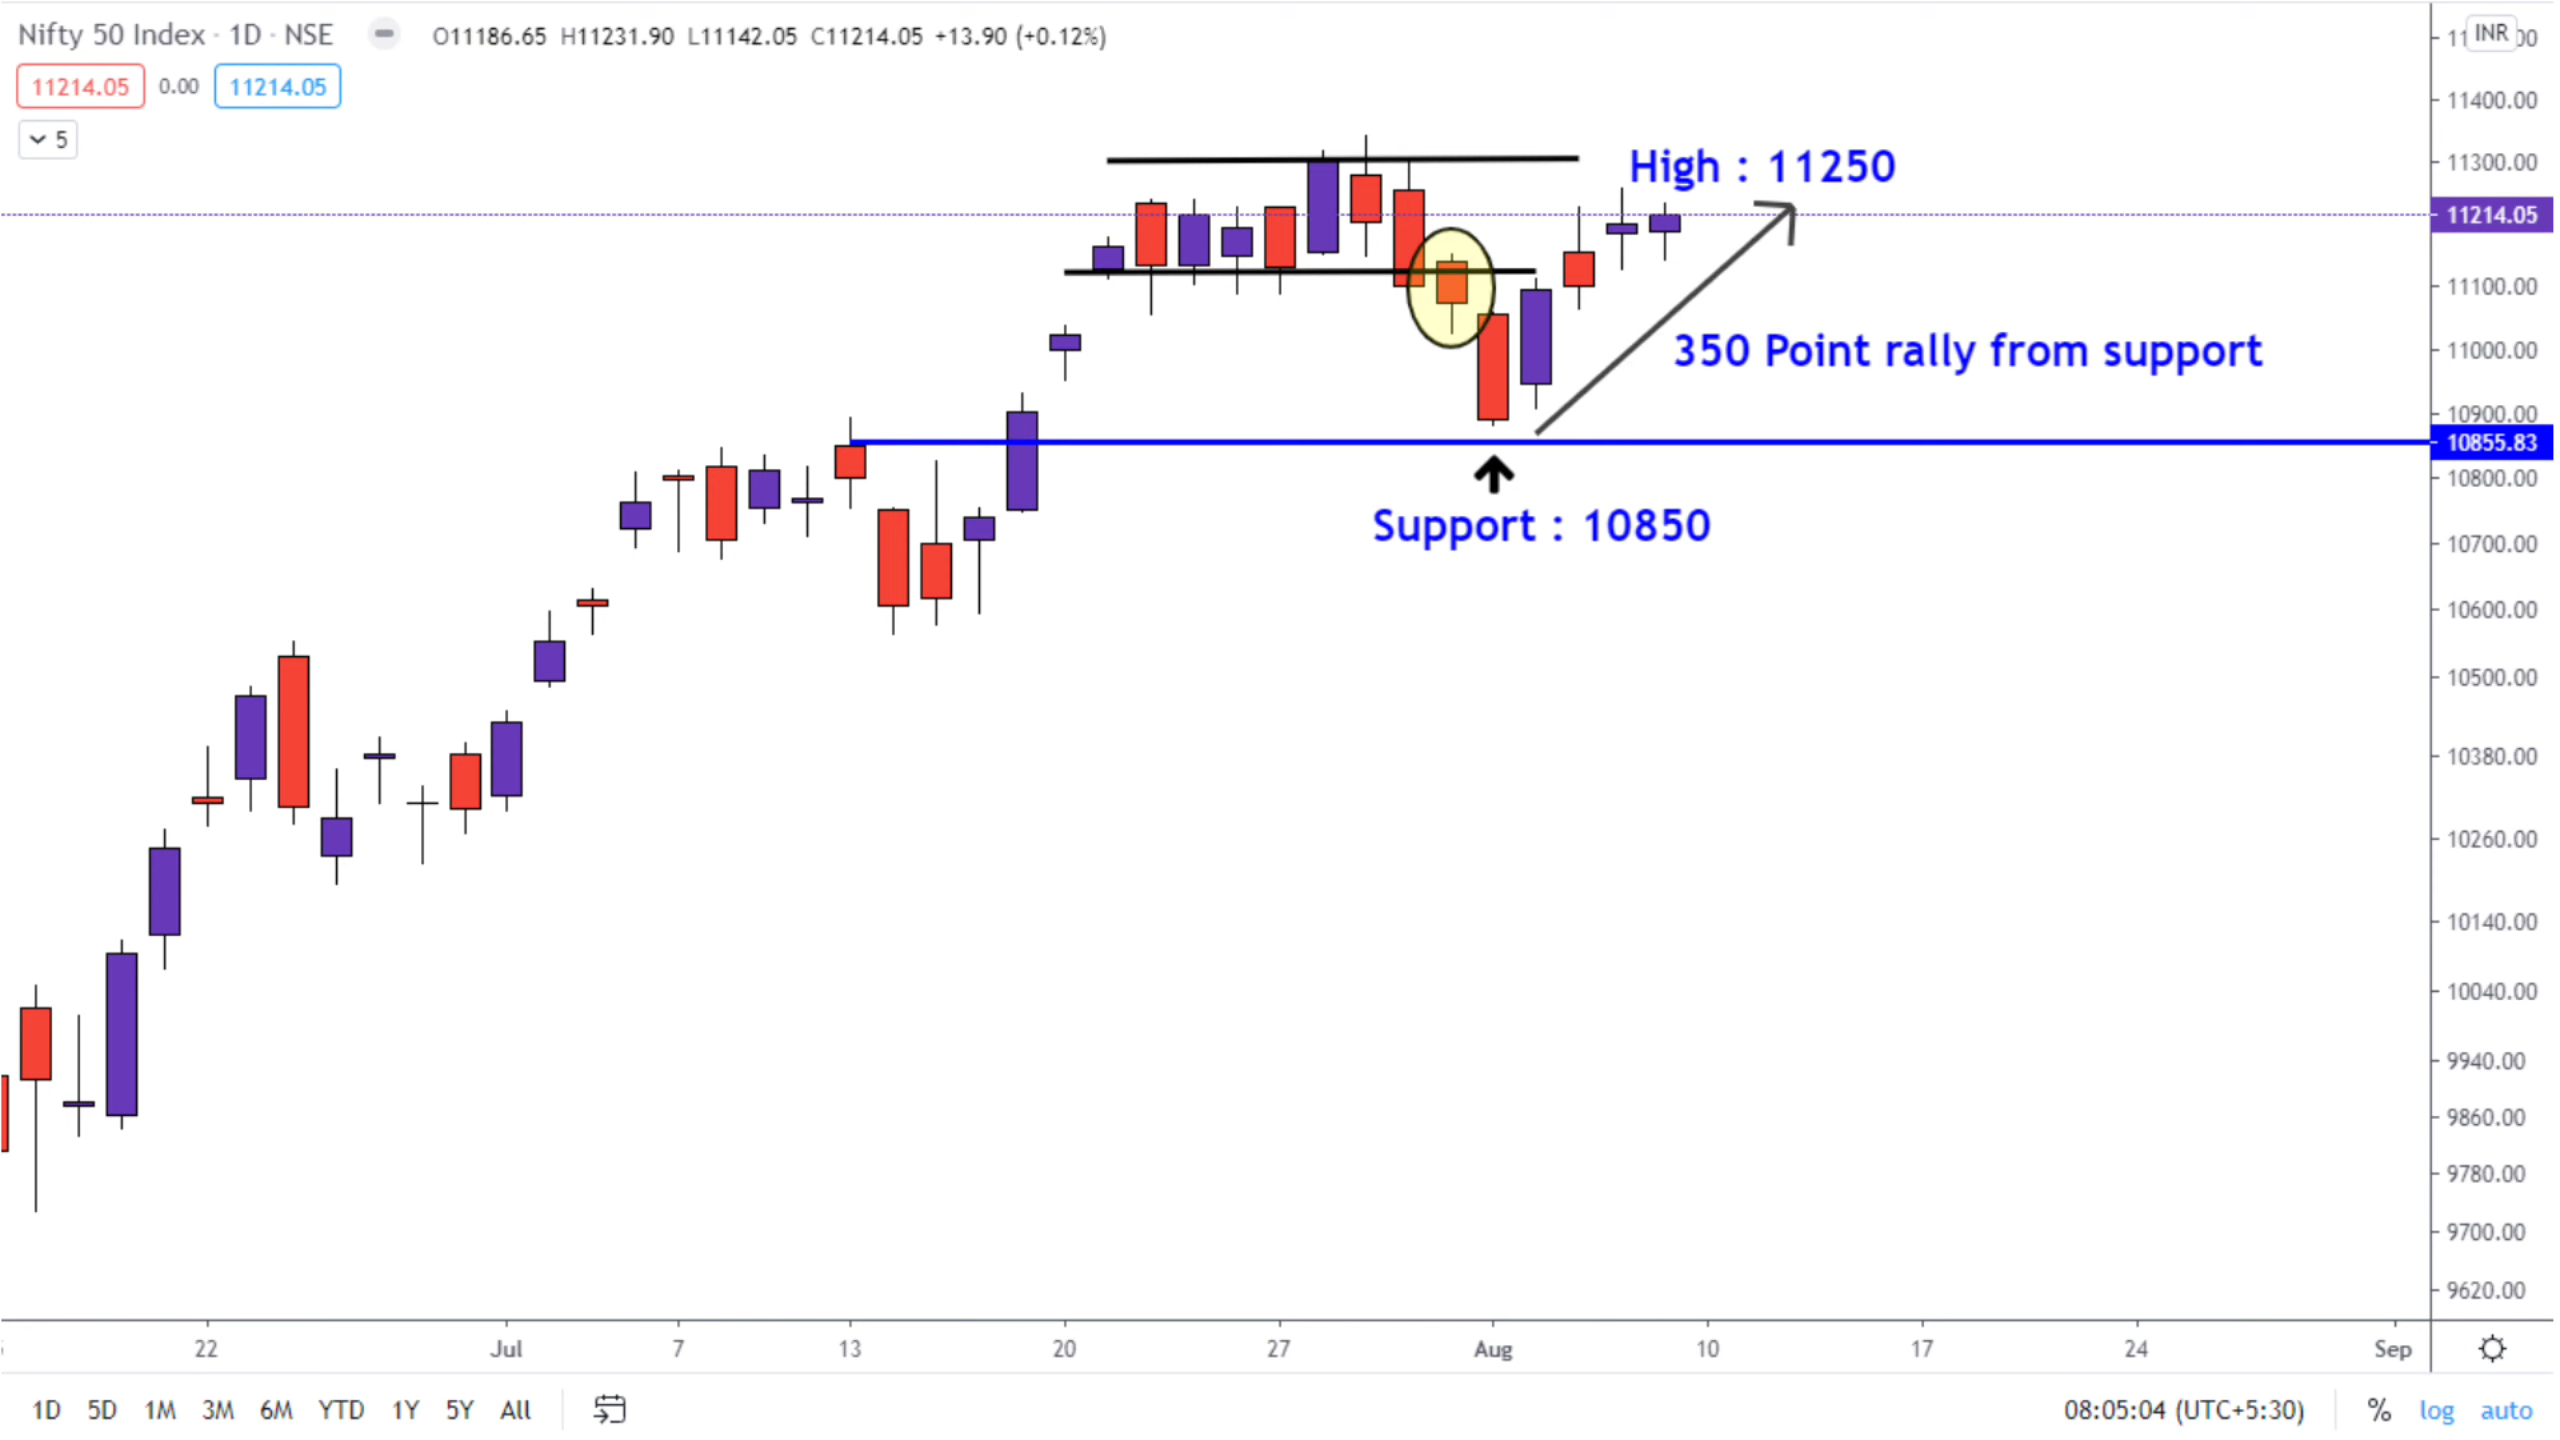 Nifty 50 Index · 1D · NSE O11186.65 H11231.90 L11142.05 C11214.05 +13.90 (+0.12%)
INR
11214.05 0.00 11214.05
5
11400.00
High : 11250
11300.00
11214.05
11100.00
350 Point rally from support
11000.00
10900.00
10855.83
10800.00
Support : 10850
10700.00
10600.00
10500.00
10380.00
10260.00
10140.00
10040.00
9940.00
9860.00
9780.00
9700.00
9620.00
22 Jul 7 13 20 27 Aug 10 17 24 Sep
1D 5D 1M 3M 6M YTD 1Y 5Y All 08:05:04 (UTC+5:30) % log auto